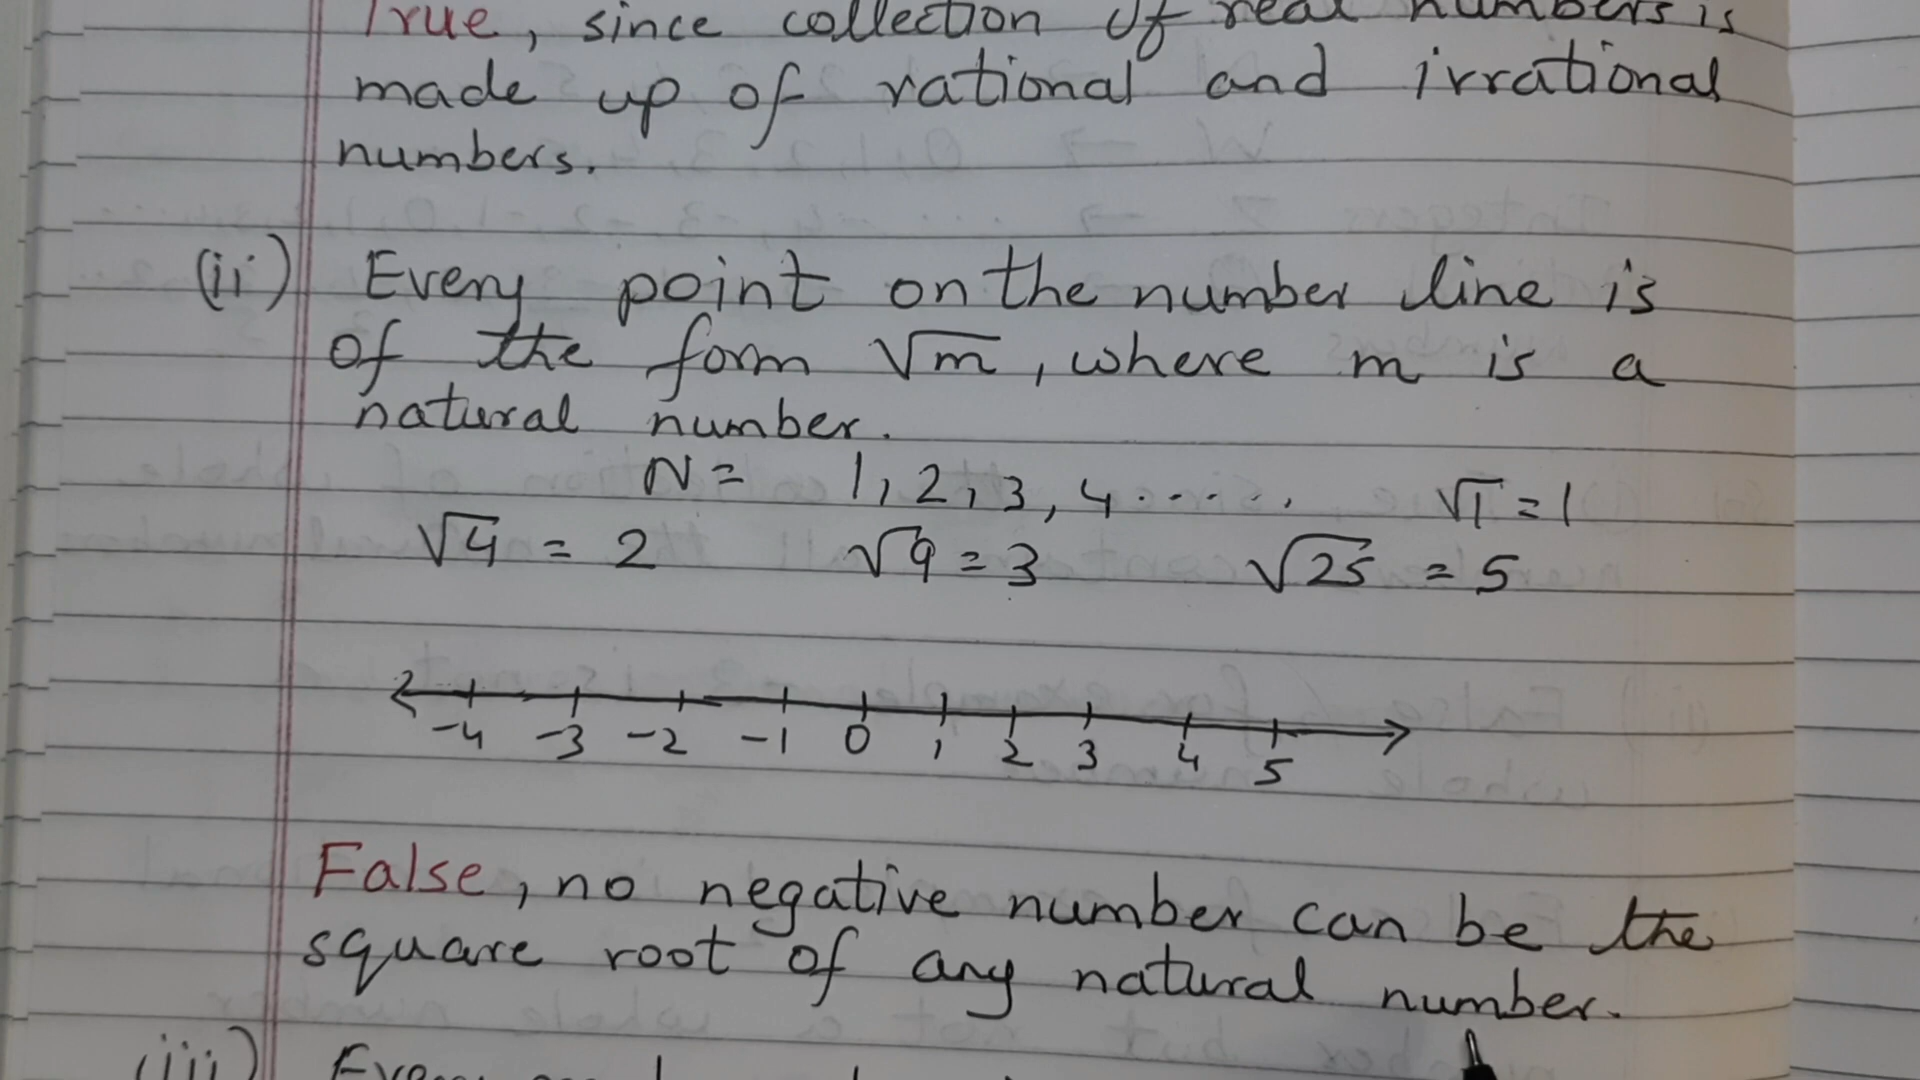 True, since collection of real numbers is
made up of rational and irrational
numbers.
(ii) Every point on the number line is
of the form √m, where m is a
natural number.
N = 1, 2, 3, 4 ...... √1 = 1
√4 = 2 √9 = 3 √25 = 5
-4 -3 -2 -1 0 1 2 3 4 5
False, no negative number can be the
square root of any natural number.
(iii)